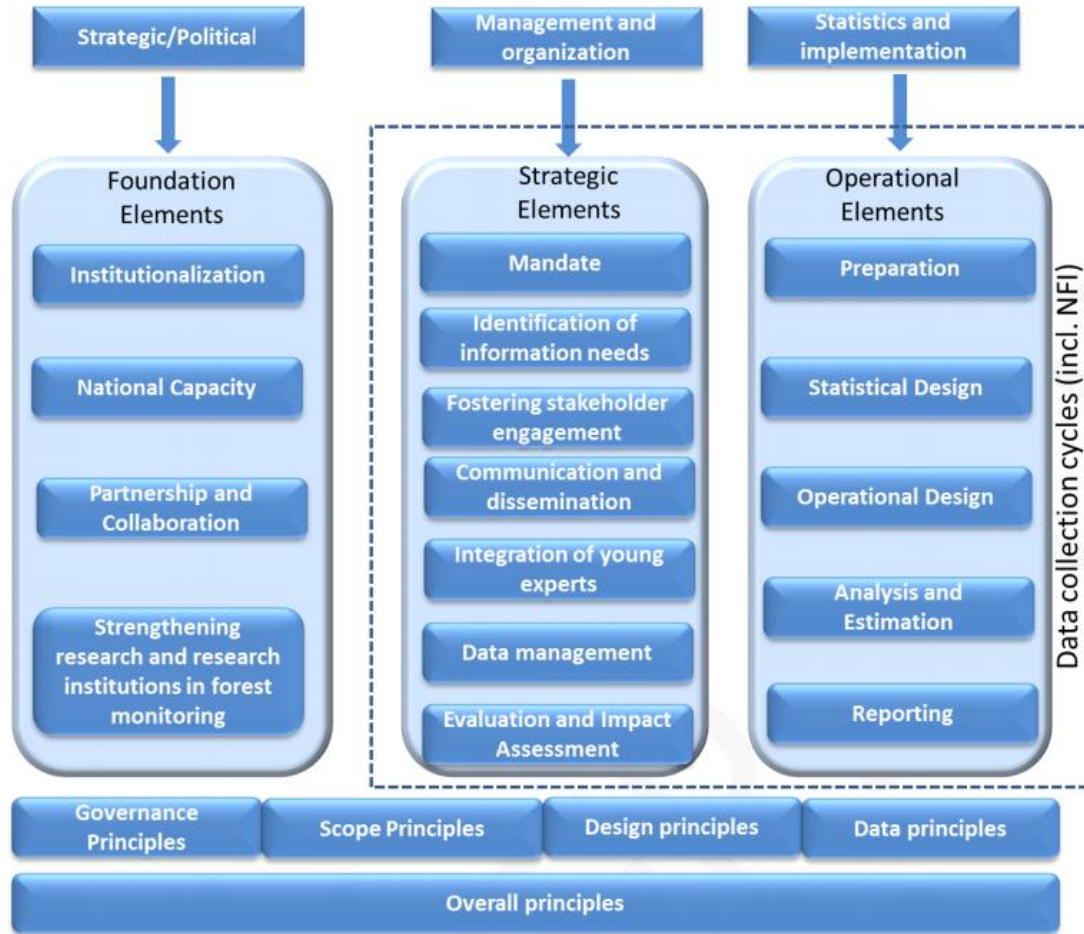 Strategic/Political
Management and
organization
Statistics and
implementation
Foundation
Elements
Institutionalization
National Capacity
Partnership and
Collaboration
Strengthening
research and research
institutions in forest
monitoring
Strategic
Elements
Mandate
Identification of
information needs
Fostering stakeholder
engagement
Communication and
dissemination
Integration of young
experts
Data management
Evaluation and Impact
Assessment
Operational
Elements
Preparation
Statistical Design
Operational Design
Analysis and
Estimation
Reporting
Data collection cycles (incl. NFI)
Governance
Principles
Scope Principles
Design principles
Data principles
Overall principles